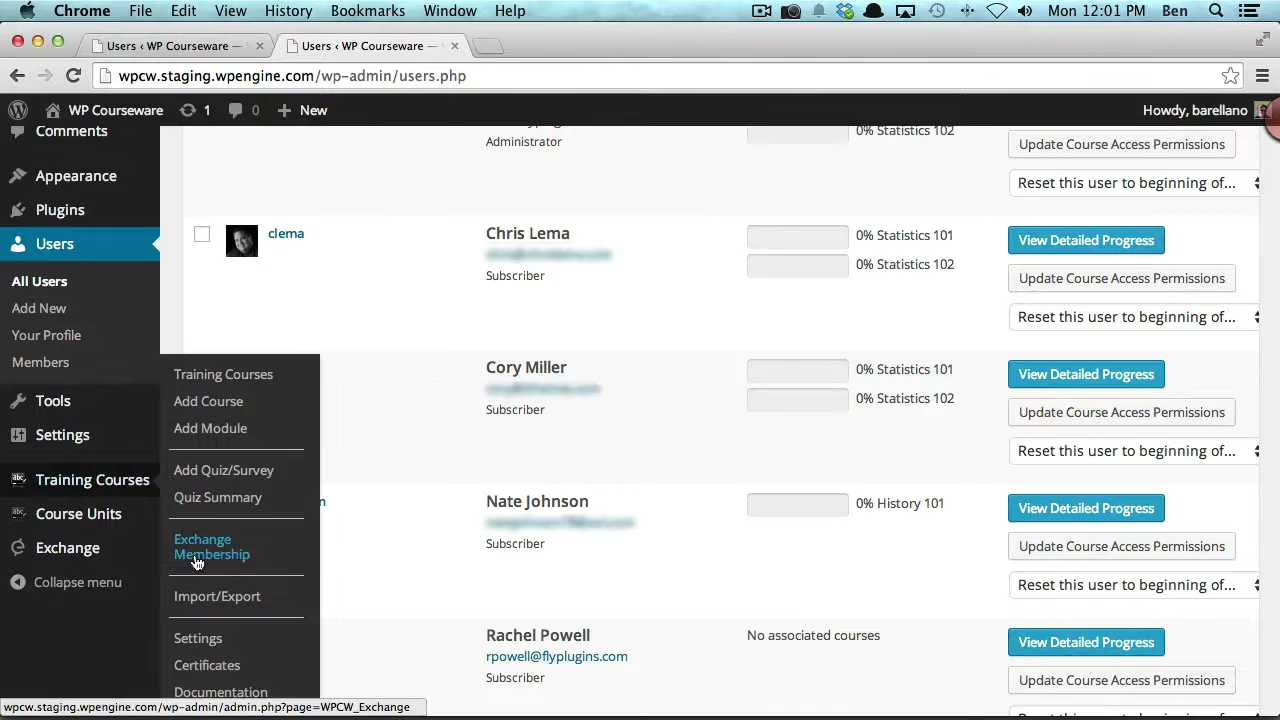 Chrome File Edit View History Bookmarks Window Help Mon 12:01 PM Ben
Users ‹ WP Courseware —
Users ‹ WP Courseware —
wpcw.staging.wpengine.com/wp-admin/users.php
WP Courseware 1 0 New Howdy, barellano
Comments
Appearance
Plugins
Users
All Users
Add New
Your Profile
Members
Tools
Settings
Training Courses
Course Units
Exchange
Collapse menu
Training Courses
Add Course
Add Module
Add Quiz/Survey
Quiz Summary
Exchange
Membership
Import/Export
Settings
Certificates
Documentation
Administrator
0% Statistics 102
Update Course Access Permissions
Reset this user to beginning of...
clema
Chris Lema
Subscriber
0% Statistics 101
0% Statistics 102
View Detailed Progress
Update Course Access Permissions
Reset this user to beginning of...
Cory Miller
Subscriber
0% Statistics 101
0% Statistics 102
View Detailed Progress
Update Course Access Permissions
Reset this user to beginning of...
Nate Johnson
Subscriber
0% History 101
View Detailed Progress
Update Course Access Permissions
Reset this user to beginning of...
Rachel Powell
rpowell@flyplugins.com
Subscriber
No associated courses
View Detailed Progress
Update Course Access Permissions
wpcw.staging.wpengine.com/wp-admin/admin.php?page=WPCW_Exchange